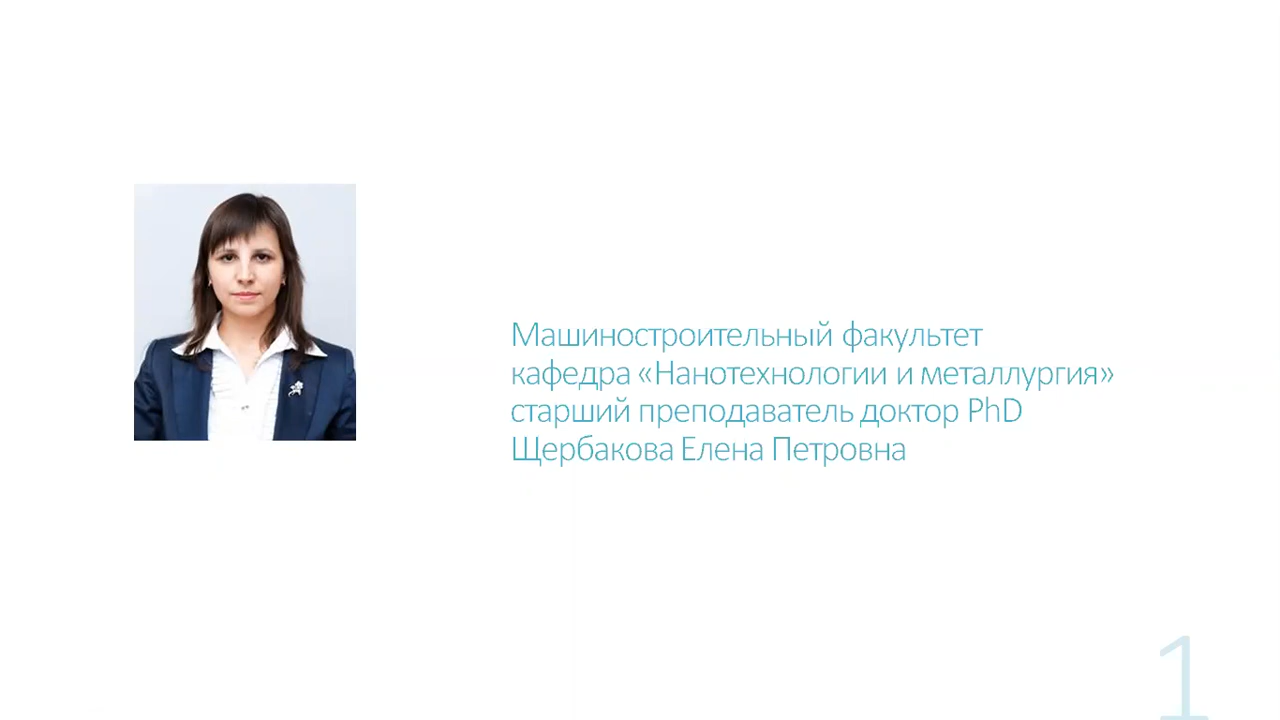 Машиностроительный факультет
кафедра «Нанотехнологии и металлургия»
старший преподаватель доктор PhD
Щербакова Елена Петровна
1